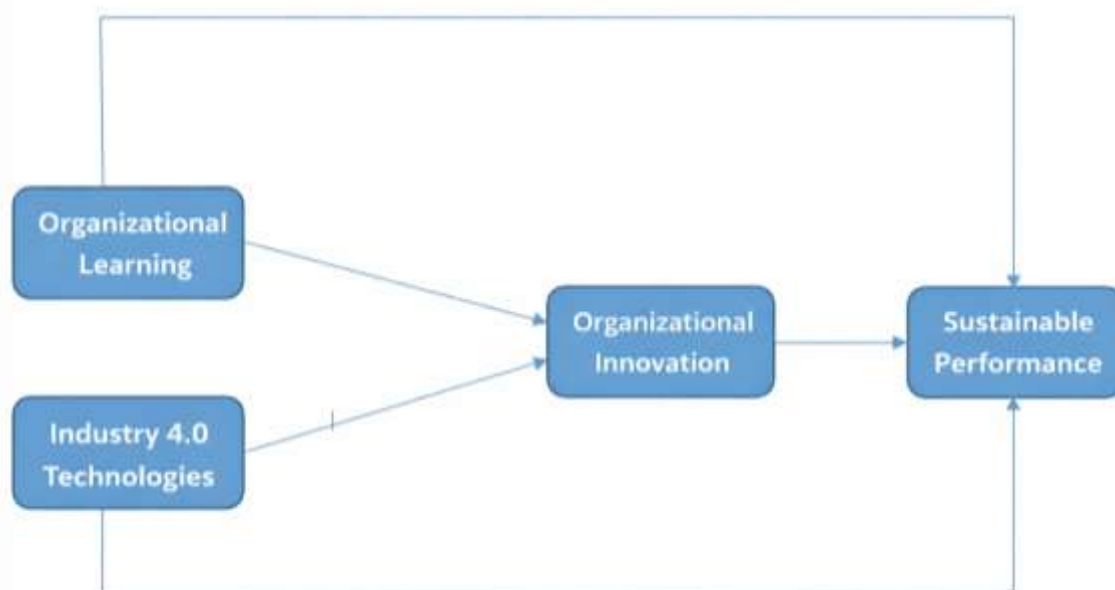 Organizational
Learning
Organizational
Innovation
Sustainable
Performance
Industry 4.0
Technologies